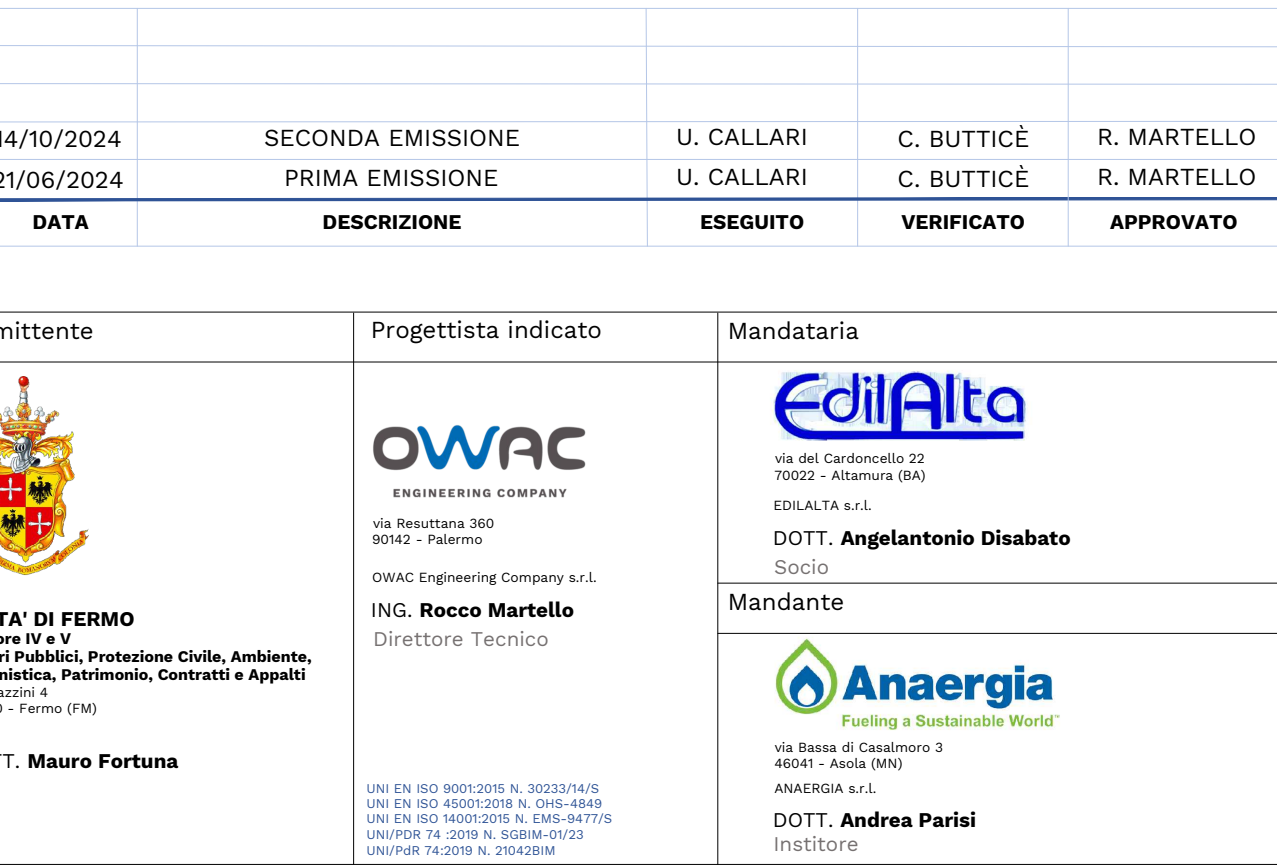 14/10/2024 SECONDA EMISSIONE U. CALLARI C. BUTTICÈ R. MARTELLO
21/06/2024 PRIMA EMISSIONE U. CALLARI C. BUTTICÈ R. MARTELLO
DATA DESCRIZIONE ESEGUITO VERIFICATO APPROVATO
mittente
TA' DI FERMO
ore IV e V
ri Pubblici, Protezione Civile, Ambiente,
nistica, Patrimonio, Contratti e Appalti
azzini 4
0 - Fermo (FM)
T. Mauro Fortuna
Progettista indicato
OWAC
ENGINEERING COMPANY
via Resuttana 360
90142 - Palermo
OWAC Engineering Company s.r.l.
ING. Rocco Martello
Direttore Tecnico
UNI EN ISO 9001:2015 N. 30233/14/S
UNI EN ISO 45001:2018 N. OHS-4849
UNI EN ISO 14001:2015 N. EMS-9477/S
UNI/PDR 74 :2019 N. SGBIM-01/23
UNI/PdR 74:2019 N. 21042BIM
Mandataria
EdilAlta
via del Cardoncello 22
70022 - Altamura (BA)
EDILALTA s.r.l.
DOTT. Angelantonio Disabato
Socio
Mandante
Anaergia
Fueling a Sustainable World™
via Bassa di Casalmoro 3
46041 - Asola (MN)
ANAERGIA s.r.l.
DOTT. Andrea Parisi
Institore